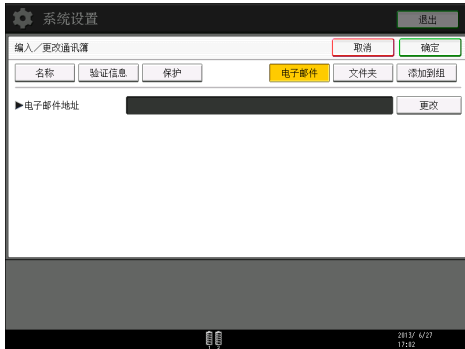 系统设置
退出
编入／更改通讯簿
取消
确定
名称
验证信息
保护
电子邮件
文件夹
添加到组
▶电子邮件地址
更改
2013/ 6/27
17:02